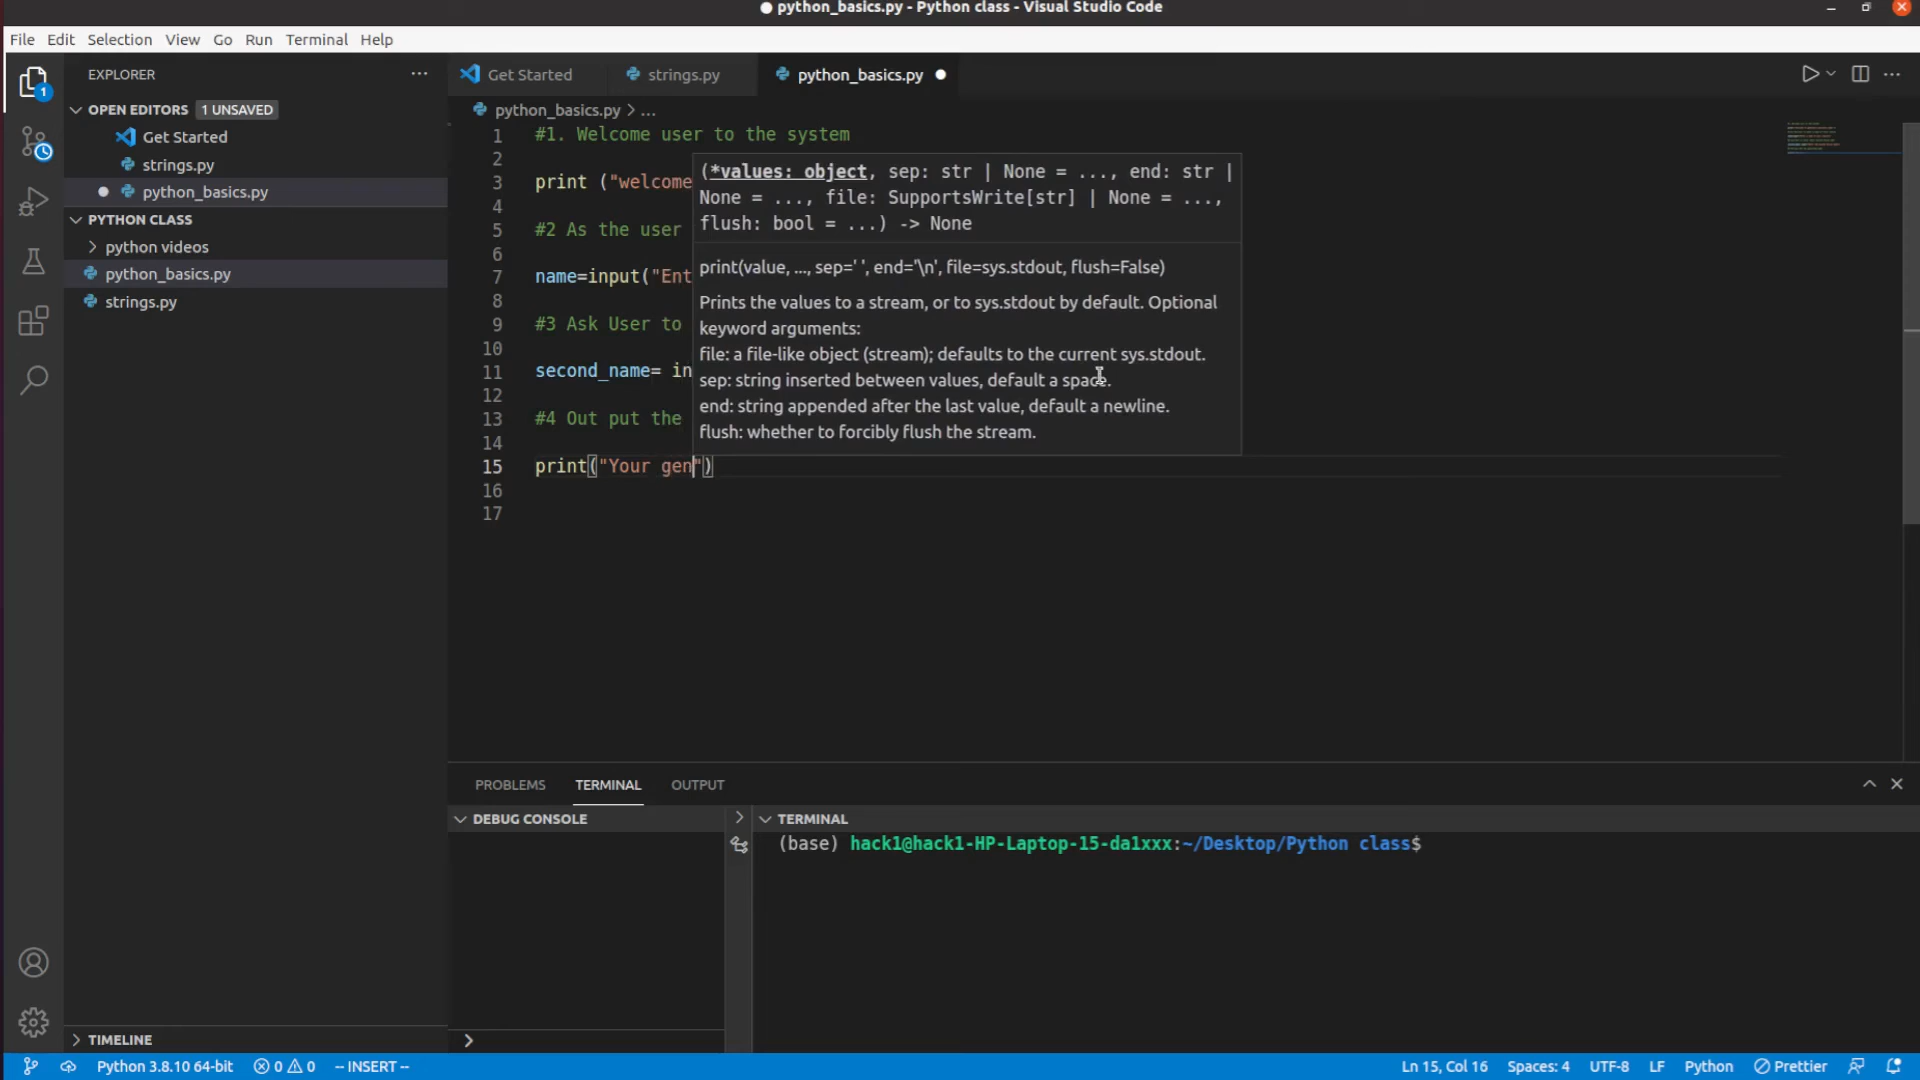 python_basics.py - Python class - Visual Studio Code
File Edit Selection View Go Run Terminal Help
EXPLORER
OPEN EDITORS 1 UNSAVED
Get Started
strings.py
python_basics.py
PYTHON CLASS
python videos
python_basics.py
strings.py
TIMELINE
Get Started strings.py python_basics.py
python_basics.py > ...
1 #1. Welcome user to the system
2
3 print ("welcome
4
5 #2 As the user
6
7 name=input("Ent
8
9 #3 Ask User to
10
11 second_name= in
12
13 #4 Out put the
14
15 print("Your gen")
16
17
(*values: object, sep: str | None = ..., end: str |
None = ..., file: SupportsWrite[str] | None = ...,
flush: bool = ...) -> None
print(value, ..., sep=' ', end='\n', file=sys.stdout, flush=False)
Prints the values to a stream, or to sys.stdout by default. Optional
keyword arguments:
file: a file-like object (stream); defaults to the current sys.stdout.
sep: string inserted between values, default a space.
end: string appended after the last value, default a newline.
flush: whether to forcibly flush the stream.
PROBLEMS TERMINAL OUTPUT
DEBUG CONSOLE
TERMINAL
(base) hack1@hack1-HP-Laptop-15-da1xxx:~/Desktop/Python class$
1
Python 3.8.10 64-bit 0 0 -- INSERT -- Ln 15, Col 16 Spaces: 4 UTF-8 LF Python Prettier